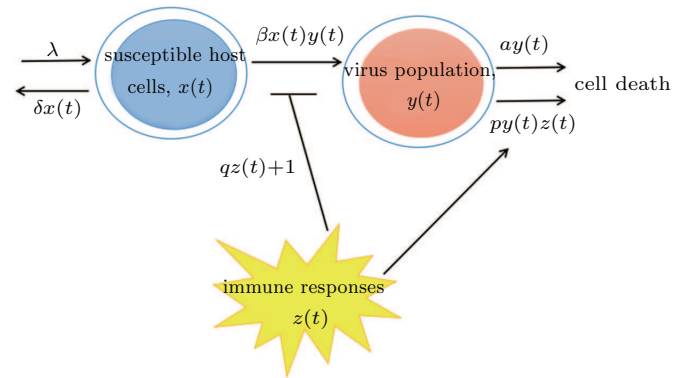 λ
δx(t)
susceptible host
cells, x(t)
βx(t)y(t)
virus population,
y(t)
ay(t)
py(t)z(t)
cell death
qz(t)+1
immune responses
z(t)